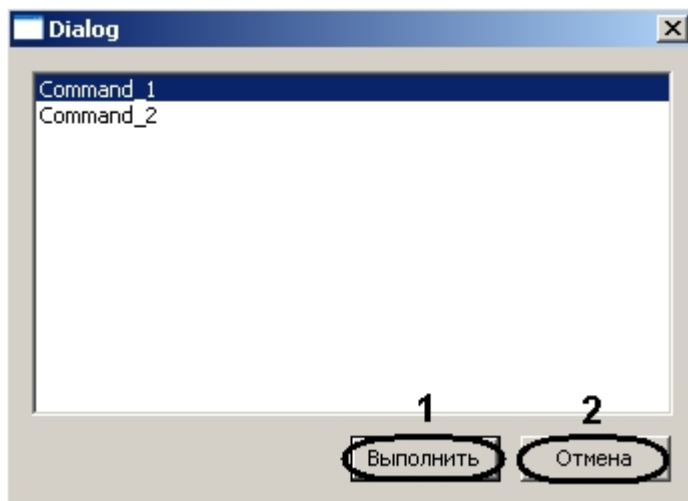 Dialog
Command_1
Command_2
1 2
Выполнить Отмена